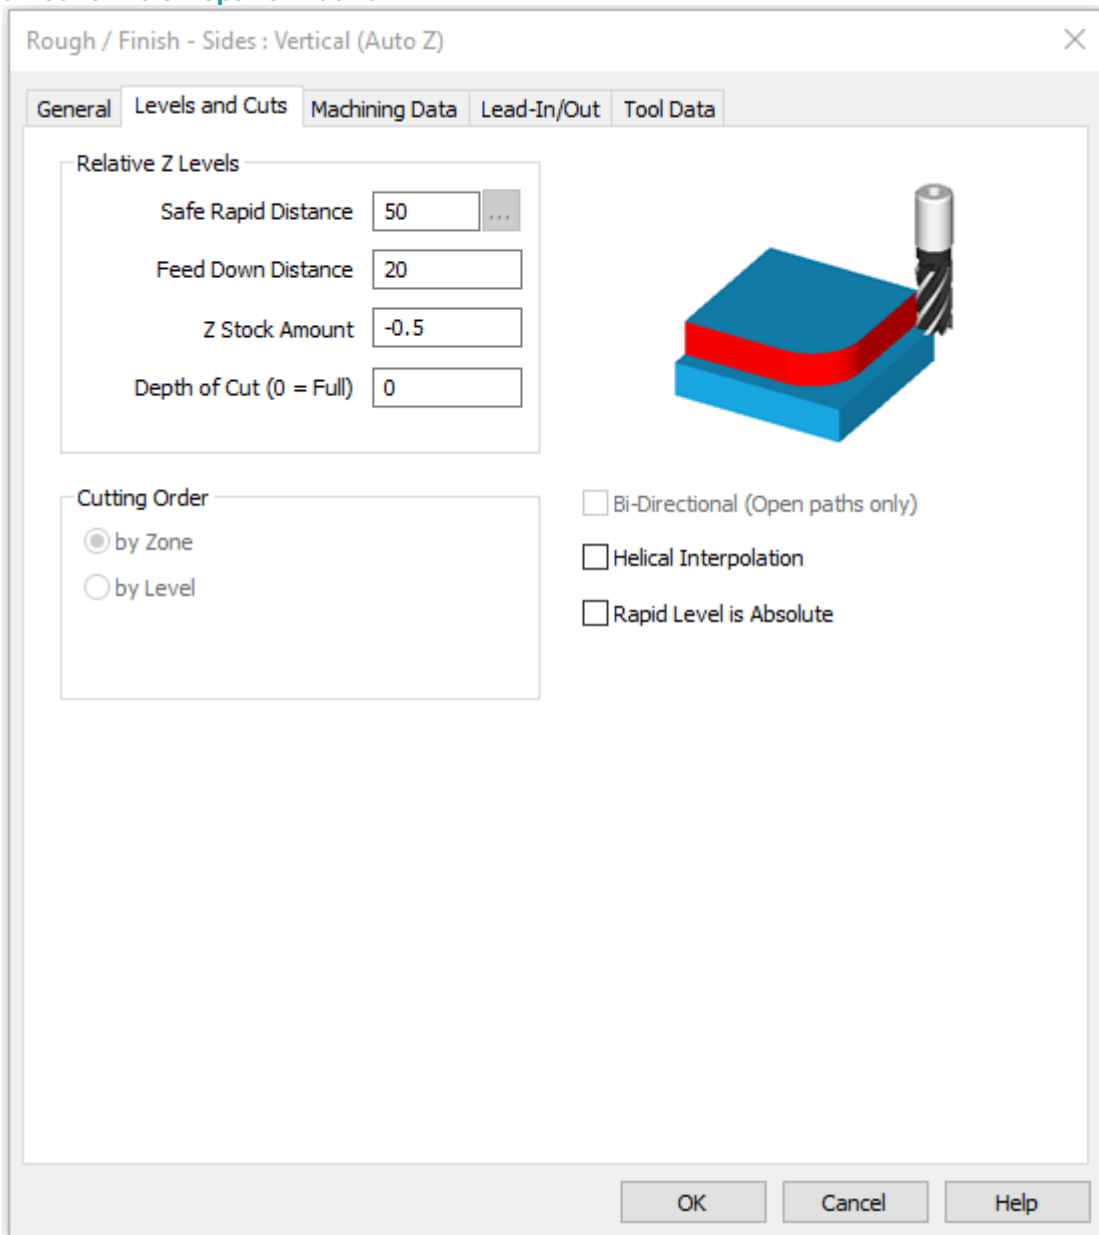 Rough / Finish - Sides : Vertical (Auto Z)
General Levels and Cuts Machining Data Lead-In/Out Tool Data
Relative Z Levels
Safe Rapid Distance 50 ...
Feed Down Distance 20
Z Stock Amount -0.5
Depth of Cut (0 = Full) 0
Cutting Order
by Zone
by Level
Bi-Directional (Open paths only)
Helical Interpolation
Rapid Level is Absolute
OK Cancel Help